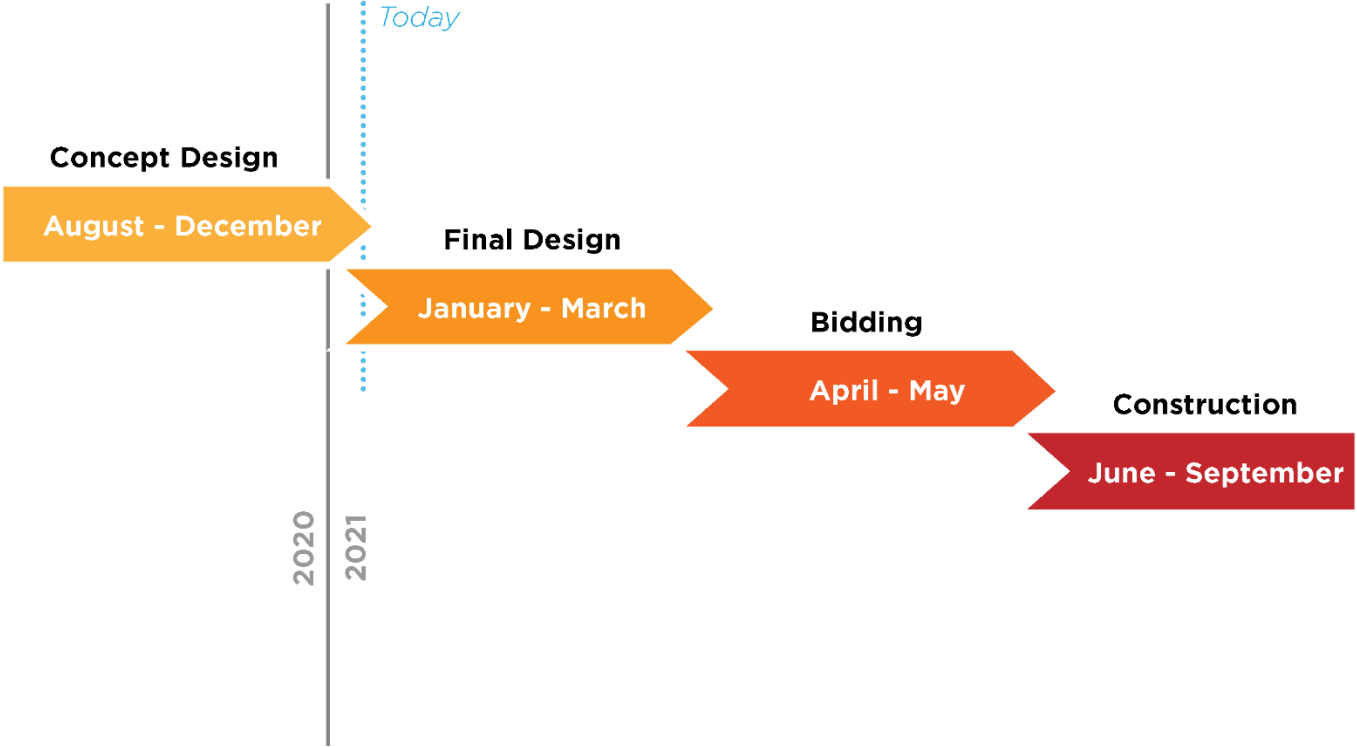 Today
Concept Design
August - December
Final Design
January - March
Bidding
April - May
Construction
June - September
2020
2021